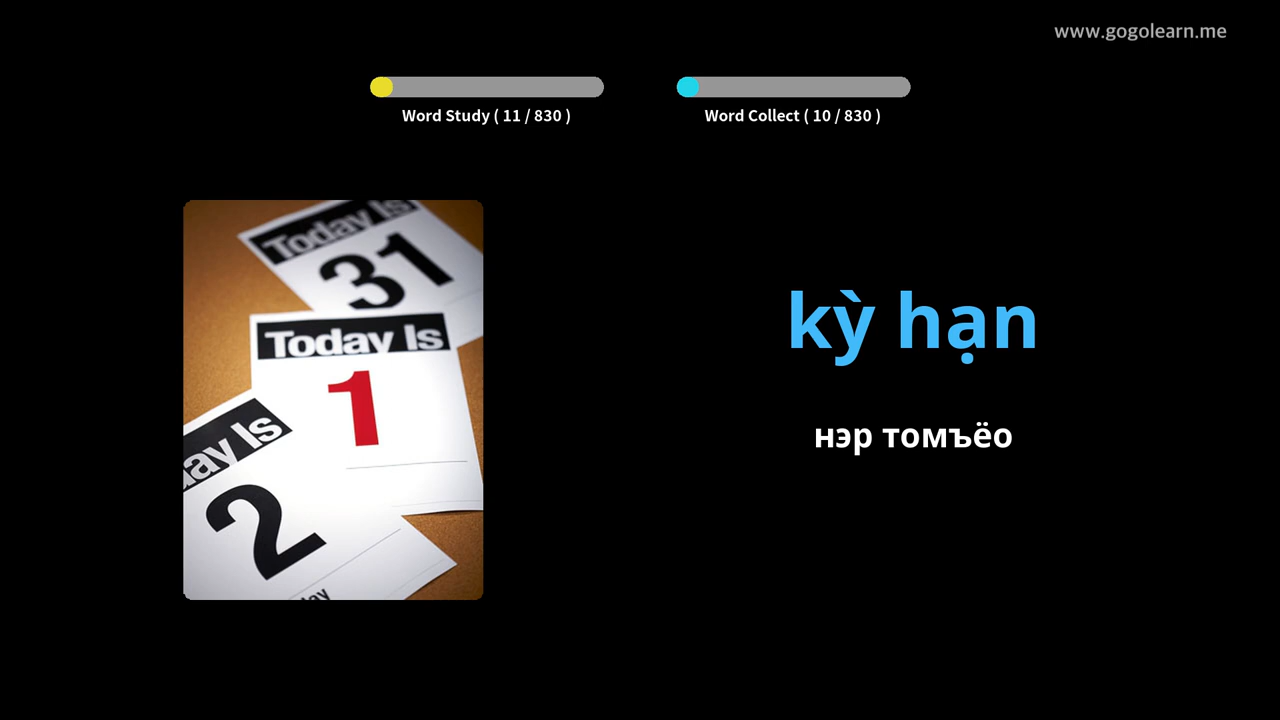 www.gogolearn.me
Word Study ( 11 / 830 )
Word Collect ( 10 / 830 )
Today Is
31
Today Is
1
ay Is
2
kỳ hạn
нэр томъёо